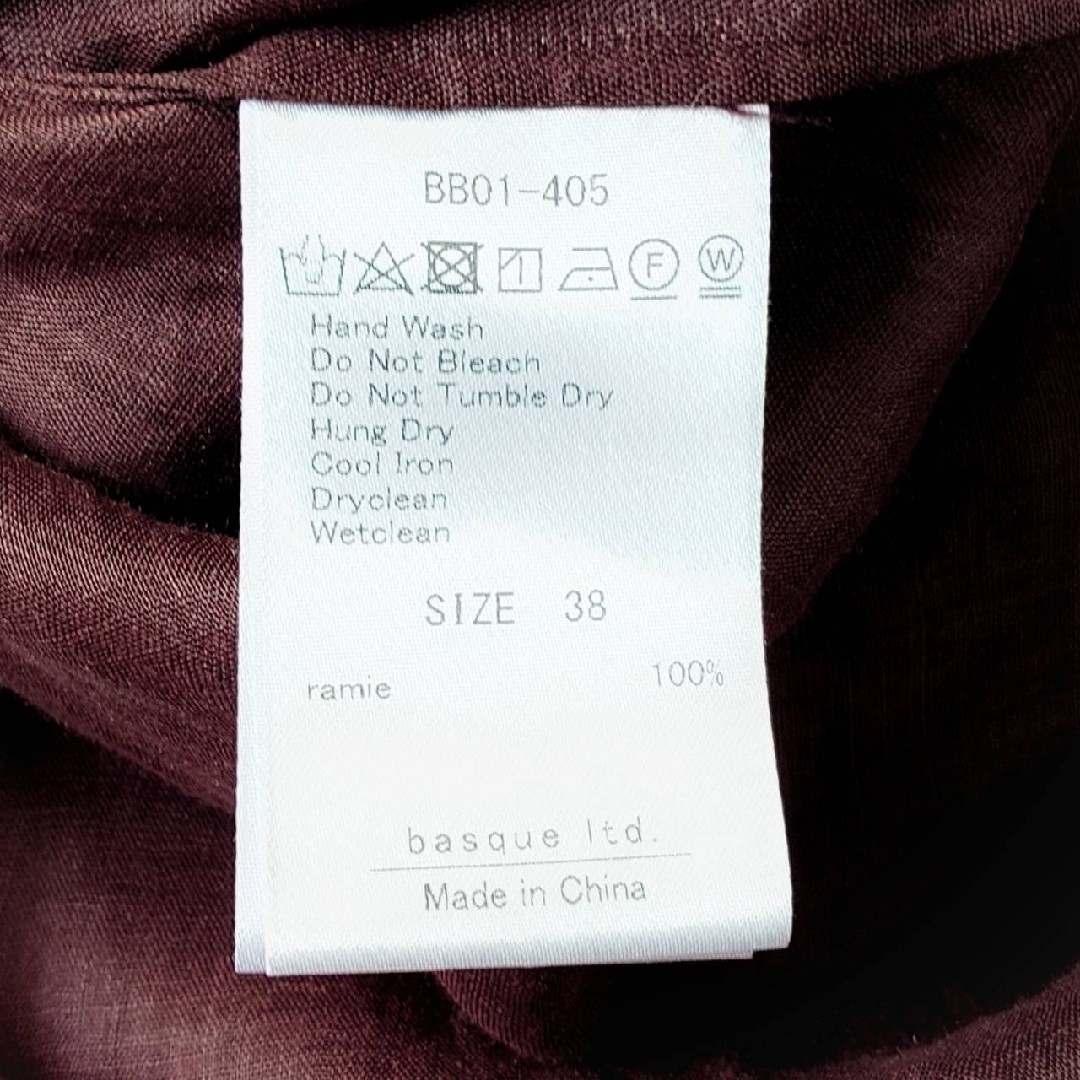 BB01-405
F W
Hand Wash
Do Not Bleach
Do Not Tumble Dry
Hung Dry
Cool Iron
Dryclean
Wetclean
SIZE 38
ramie 100%
basque ltd.
Made in China